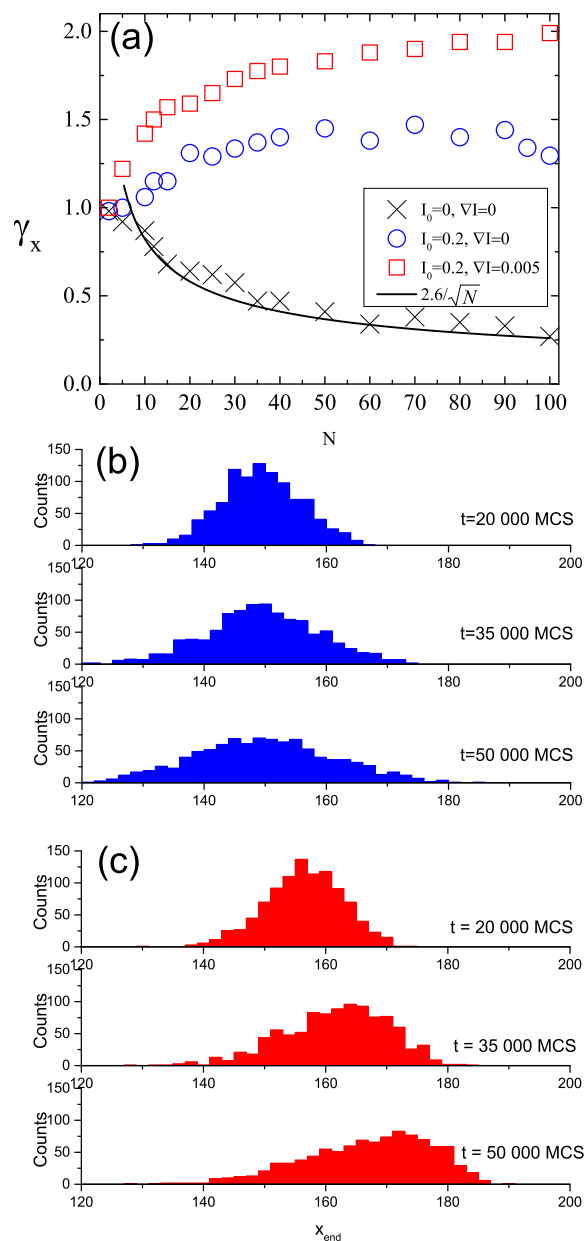 (a)
2.0
1.5
1.0
0.5
0.0
γx
I0=0, ∇I=0
I0=0.2, ∇I=0
I0=0.2, ∇I=0.005
2.6/√N
0 10 20 30 40 50 60 70 80 90 100
N
(b)
Counts
150
100
50
0
t=20 000 MCS
120 140 160 180 200
Counts
150
100
50
0
t=35 000 MCS
120 140 160 180 200
Counts
150
100
50
0
t=50 000 MCS
120 140 160 180 200
(c)
Counts
150
100
50
0
t = 20 000 MCS
120 140 160 180 200
Counts
150
100
50
0
t = 35 000 MCS
120 140 160 180 200
Counts
150
100
50
0
t = 50 000 MCS
120 140 160 180 200
xend